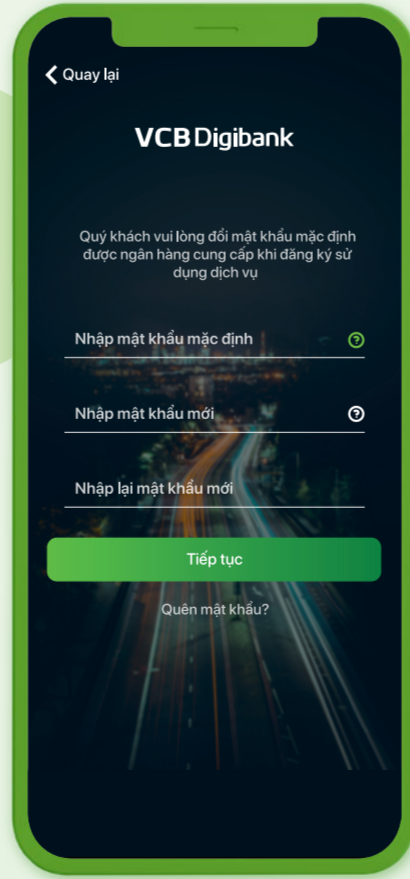 Quay lại
VCB Digibank
Quý khách vui lòng đổi mật khẩu mặc định
được ngân hàng cung cấp khi đăng ký sử
dụng dịch vụ
Nhập mật khẩu mặc định
Nhập mật khẩu mới
Nhập lại mật khẩu mới
Tiếp tục
Quên mật khẩu?